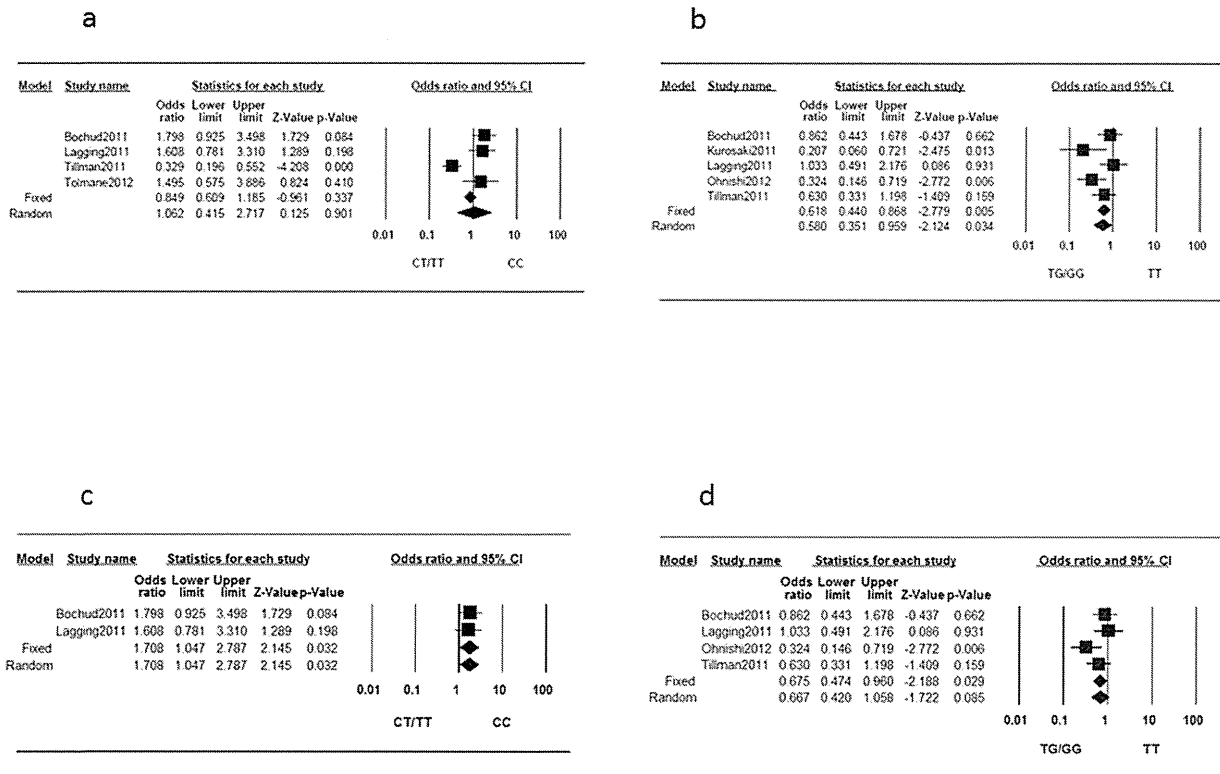 a
Model Study name Statistics for each study Odds ratio and 95% CI
Odds ratio Lower limit Upper limit Z-Value p-Value
Bochud2011 1.798 0.925 3.498 1.729 0.084
Lagging2011 1.608 0.781 3.310 1.289 0.198
Tillman2011 0.329 0.196 0.552 -4.208 0.000
Tolmane2012 1.495 0.575 3.886 0.824 0.410
Fixed 0.849 0.609 1.185 -0.961 0.337
Random 1.062 0.415 2.717 0.125 0.901
0.01 0.1 1 10 100
CT/TT CC
b
Model Study name Statistics for each study Odds ratio and 95% CI
Odds ratio Lower limit Upper limit Z-Value p-Value
Bochud2011 0.862 0.443 1.678 -0.437 0.662
Kurosaki2011 0.207 0.060 0.721 -2.475 0.013
Lagging2011 1.033 0.491 2.176 0.086 0.931
Ohnishi2012 0.324 0.146 0.719 -2.772 0.006
Tillman2011 0.630 0.331 1.198 -1.409 0.159
Fixed 0.618 0.440 0.868 -2.779 0.005
Random 0.580 0.351 0.959 -2.124 0.034
0.01 0.1 1 10 100
TG/GG TT
c
Model Study name Statistics for each study Odds ratio and 95% CI
Odds ratio Lower limit Upper limit Z-Value p-Value
Bochud2011 1.798 0.925 3.498 1.729 0.084
Lagging2011 1.608 0.781 3.310 1.289 0.198
Fixed 1.708 1.047 2.787 2.145 0.032
Random 1.708 1.047 2.787 2.145 0.032
0.01 0.1 1 10 100
CT/TT CC
d
Model Study name Statistics for each study Odds ratio and 95% CI
Odds ratio Lower limit Upper limit Z-Value p-Value
Bochud2011 0.862 0.443 1.678 -0.437 0.662
Lagging2011 1.033 0.491 2.176 0.086 0.931
Ohnishi2012 0.324 0.146 0.719 -2.772 0.006
Tillman2011 0.630 0.331 1.198 -1.409 0.159
Fixed 0.675 0.474 0.960 -2.188 0.029
Random 0.667 0.420 1.058 -1.722 0.085
0.01 0.1 1 10 100
TG/GG TT